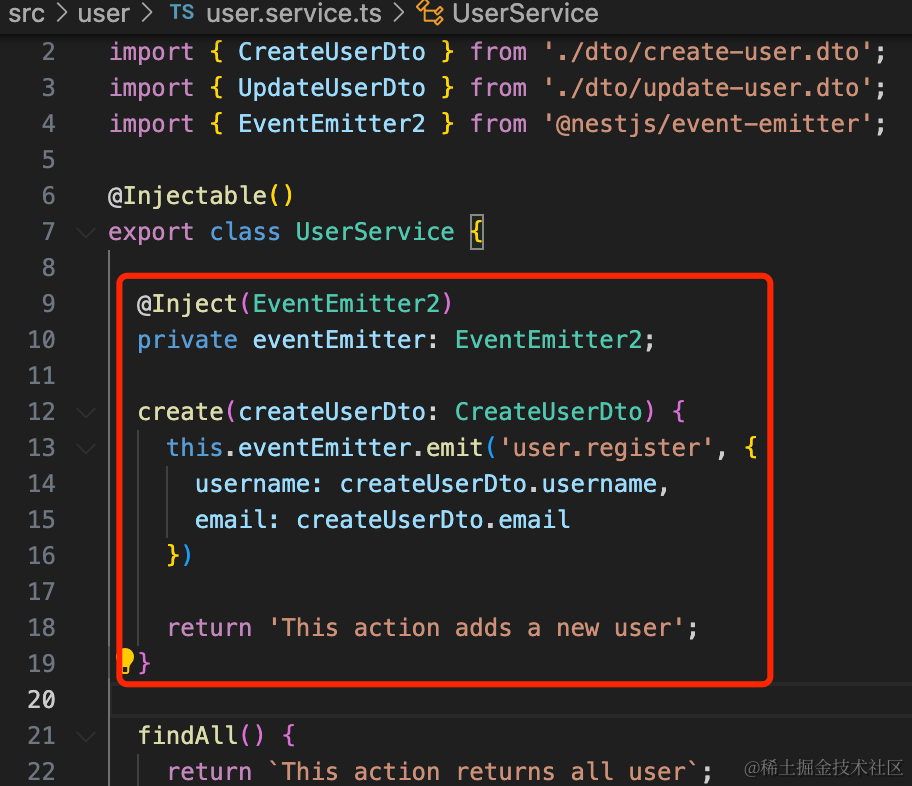 src > user > TS user.service.ts > UserService
2 import { CreateUserDto } from './dto/create-user.dto';
3 import { UpdateUserDto } from './dto/update-user.dto';
4 import { EventEmitter2 } from '@nestjs/event-emitter';
5
6 @Injectable()
7 export class UserService {
8
9 @Inject(EventEmitter2)
10 private eventEmitter: EventEmitter2;
11
12 create(createUserDto: CreateUserDto) {
13 this.eventEmitter.emit('user.register', {
14 username: createUserDto.username,
15 email: createUserDto.email
16 })
17
18 return 'This action adds a new user';
19 }
20
21 findAll() {
22 return `This action returns all user`;
@稀土掘金技术社区